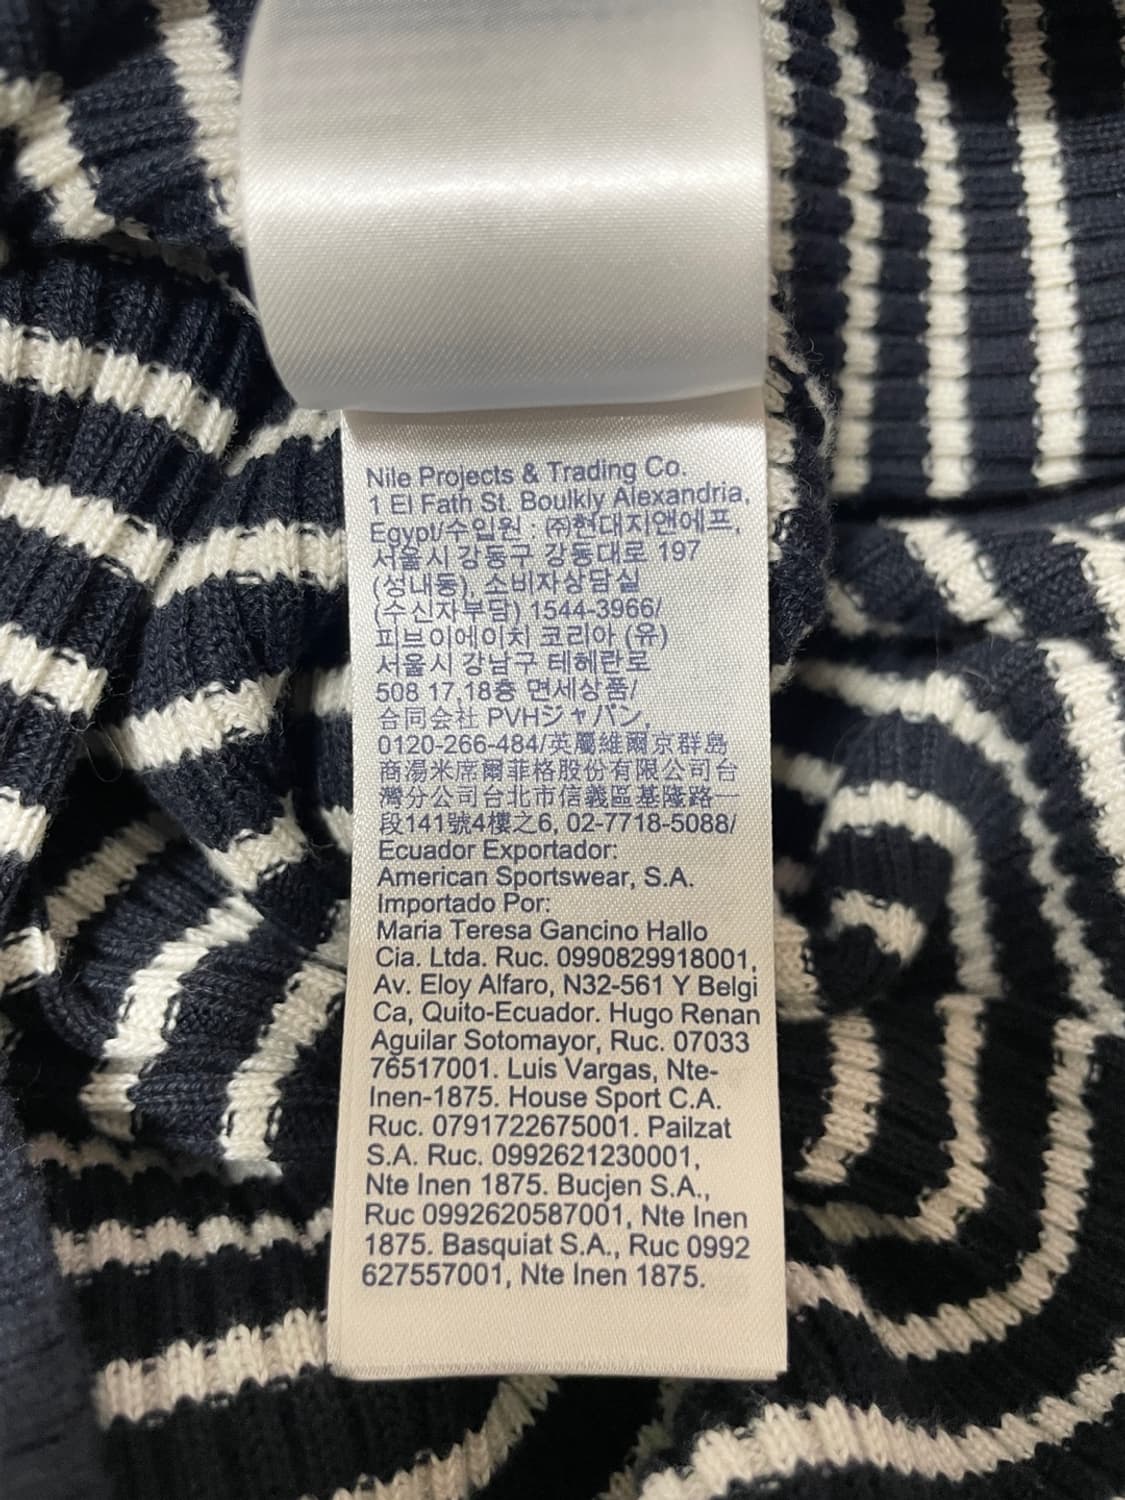 Nile Projects & Trading Co.
1 El Fath St. Boulkly Alexandria,
Egypt/수입원 : ㈜현대지앤에프,
서울시 강동구 강동대로 197
(성내동), 소비자상담실
(수신자부담) 1544-3966/
피브이에이치 코리아 (유)
서울시 강남구 테헤란로
508 17,18층 면세상품/
合同会社 PVHジャパン,
0120-266-484/英屬維爾京群島
商湯米席爾菲格股份有限公司台
灣分公司台北市信義區基隆路一
段141號4樓之6, 02-7718-5088/
Ecuador Exportador:
American Sportswear, S.A.
Importado Por:
Maria Teresa Gancino Hallo
Cia. Ltda. Ruc. 0990829918001,
Av. Eloy Alfaro, N32-561 Y Belgi
Ca, Quito-Ecuador. Hugo Renan
Aguilar Sotomayor, Ruc. 07033
76517001. Luis Vargas, Nte-
Inen-1875. House Sport C.A.
Ruc. 0791722675001. Pailzat
S.A. Ruc. 0992621230001,
Nte Inen 1875. Bucjen S.A.,
Ruc 0992620587001, Nte Inen
1875. Basquiat S.A., Ruc 0992
627557001, Nte Inen 1875.